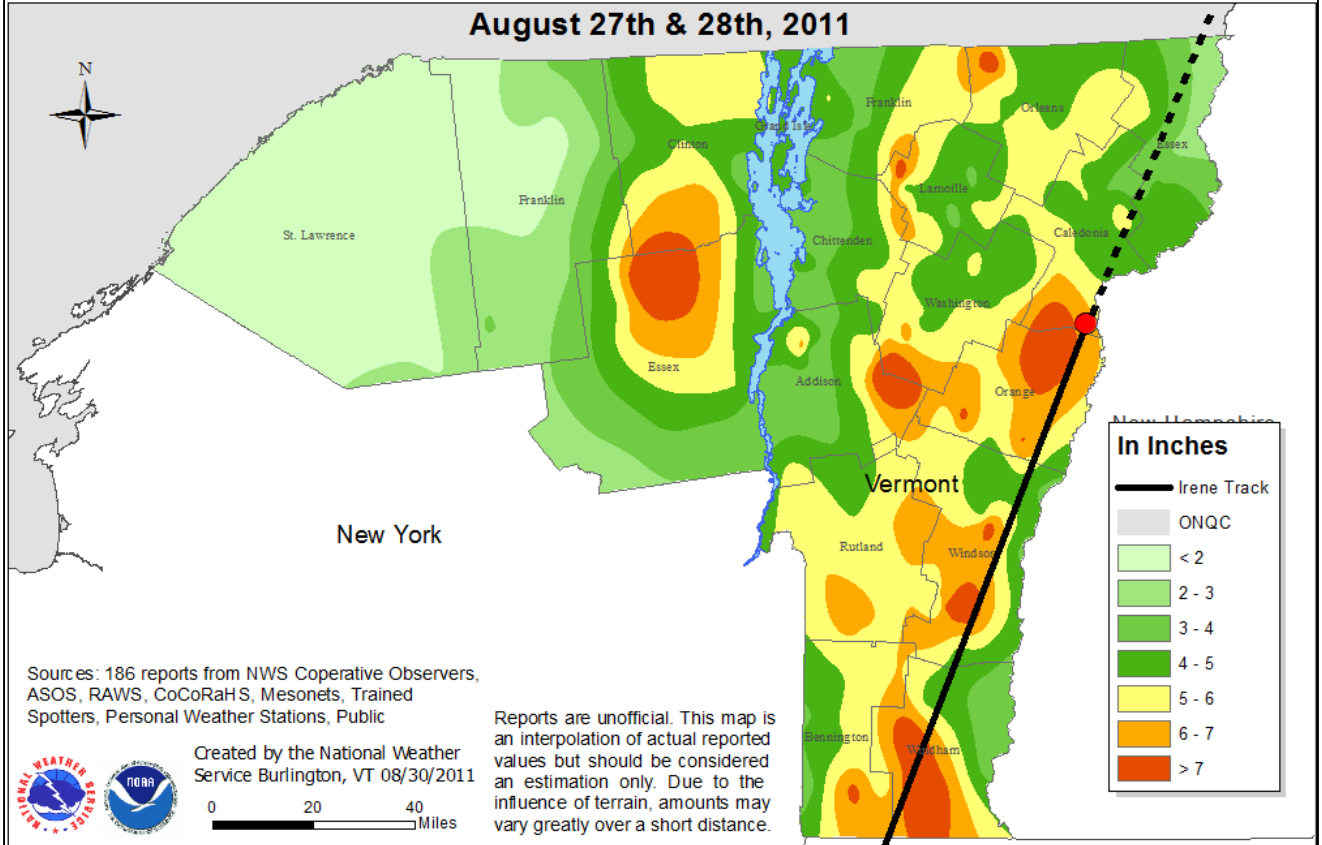 August 27th & 28th, 2011
N
Franklin
Orleans
Grand Isle
Clinton
Essex
Lamoille
Franklin
St. Lawrence
Chittenden
Caledonia
Washington
Essex
Addison
Orange
New Hampshire
In Inches
Irene Track
ONQC
< 2
2 - 3
3 - 4
4 - 5
5 - 6
6 - 7
> 7
Vermont
New York
Rutland
Windsor
Bennington
Windham
Sources: 186 reports from NWS Coperative Observers,
ASOS, RAWS, CoCoRaHS, Mesonets, Trained
Spotters, Personal Weather Stations, Public
Created by the National Weather
Service Burlington, VT 08/30/2011
0 20 40
Miles
Reports are unofficial. This map is
an interpolation of actual reported
values but should be considered
an estimation only. Due to the
influence of terrain, amounts may
vary greatly over a short distance.
NATIONAL WEATHER SERVICE
NOAA